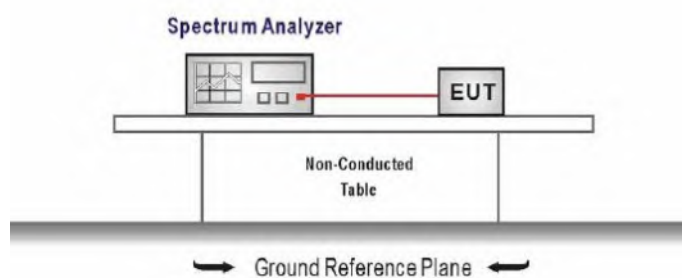 Spectrum Analyzer
EUT
Non-Conducted
Table
Ground Reference Plane